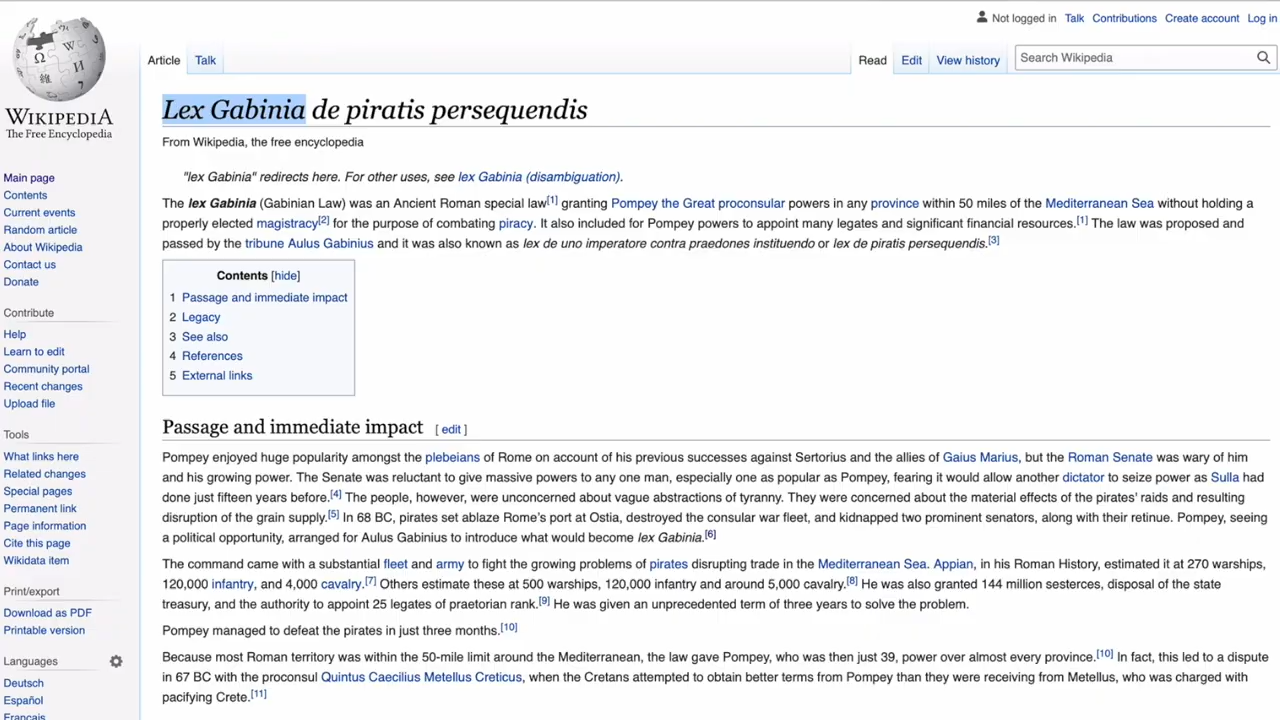 Not logged in Talk Contributions Create account Log in
Article Talk Read Edit View history Search Wikipedia
WIKIPEDIA
The Free Encyclopedia
Main page
Contents
Current events
Random article
About Wikipedia
Contact us
Donate
Contribute
Help
Learn to edit
Community portal
Recent changes
Upload file
Tools
What links here
Related changes
Special pages
Permanent link
Page information
Cite this page
Wikidata item
Print/export
Download as PDF
Printable version
Languages
Deutsch
Español
Français
Lex Gabinia de piratis persequendis
From Wikipedia, the free encyclopedia
"lex Gabinia" redirects here. For other uses, see lex Gabinia (disambiguation).
The lex Gabinia (Gabinian Law) was an Ancient Roman special law[1] granting Pompey the Great proconsular powers in any province within 50 miles of the Mediterranean Sea without holding a
properly elected magistracy[2] for the purpose of combating piracy. It also included for Pompey powers to appoint many legates and significant financial resources.[1] The law was proposed and
passed by the tribune Aulus Gabinius and it was also known as lex de uno imperatore contra praedones instituendo or lex de piratis persequendis.[3]
Contents [hide]
1 Passage and immediate impact
2 Legacy
3 See also
4 References
5 External links
Passage and immediate impact [ edit ]
Pompey enjoyed huge popularity amongst the plebeians of Rome on account of his previous successes against Sertorius and the allies of Gaius Marius, but the Roman Senate was wary of him
and his growing power. The Senate was reluctant to give massive powers to any one man, especially one as popular as Pompey, fearing it would allow another dictator to seize power as Sulla had
done just fifteen years before.[4] The people, however, were unconcerned about vague abstractions of tyranny. They were concerned about the material effects of the pirates' raids and resulting
disruption of the grain supply.[5] In 68 BC, pirates set ablaze Rome's port at Ostia, destroyed the consular war fleet, and kidnapped two prominent senators, along with their retinue. Pompey, seeing
a political opportunity, arranged for Aulus Gabinius to introduce what would become lex Gabinia.[6]
The command came with a substantial fleet and army to fight the growing problems of pirates disrupting trade in the Mediterranean Sea. Appian, in his Roman History, estimated it at 270 warships,
120,000 infantry, and 4,000 cavalry.[7] Others estimate these at 500 warships, 120,000 infantry and around 5,000 cavalry.[8] He was also granted 144 million sesterces, disposal of the state
treasury, and the authority to appoint 25 legates of praetorian rank.[9] He was given an unprecedented term of three years to solve the problem.
Pompey managed to defeat the pirates in just three months.[10]
Because most Roman territory was within the 50-mile limit around the Mediterranean, the law gave Pompey, who was then just 39, power over almost every province.[10] In fact, this led to a dispute
in 67 BC with the proconsul Quintus Caecilius Metellus Creticus, when the Cretans attempted to obtain better terms from Pompey than they were receiving from Metellus, who was charged with
pacifying Crete.[11]